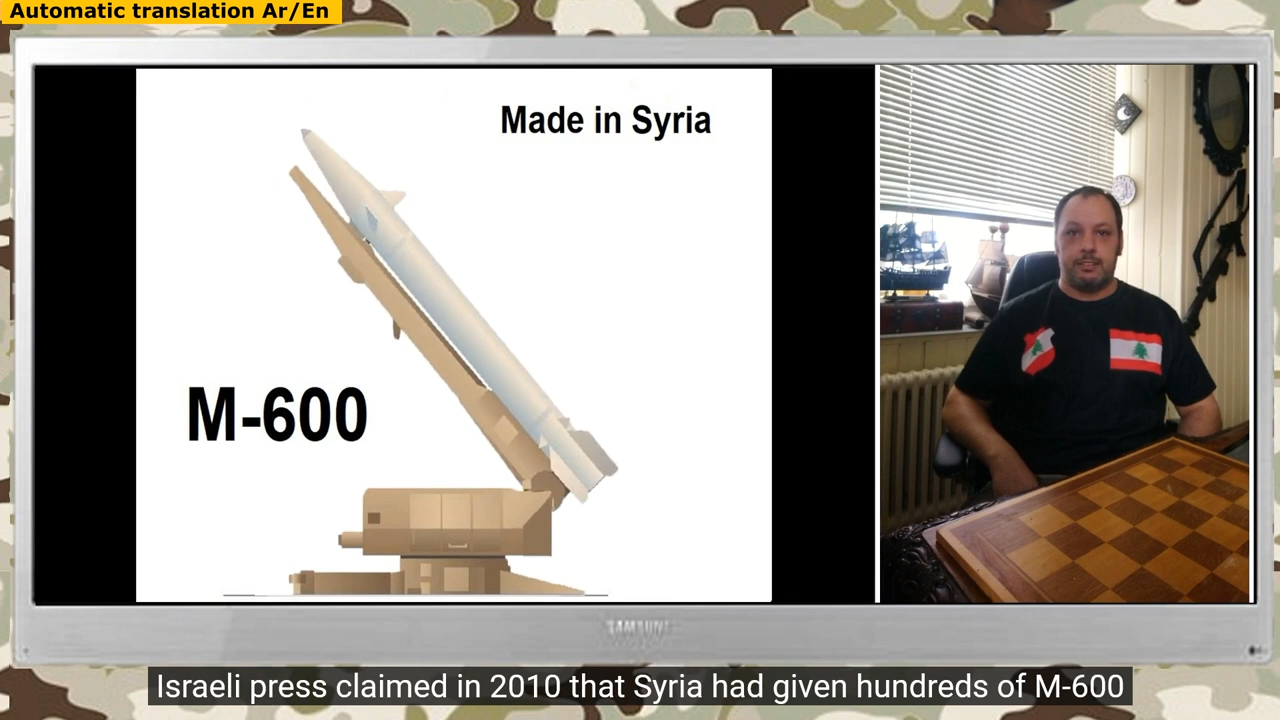 Automatic translation Ar/En
Made in Syria
M-600
SAMSUNG
Israeli press claimed in 2010 that Syria had given hundreds of M-600